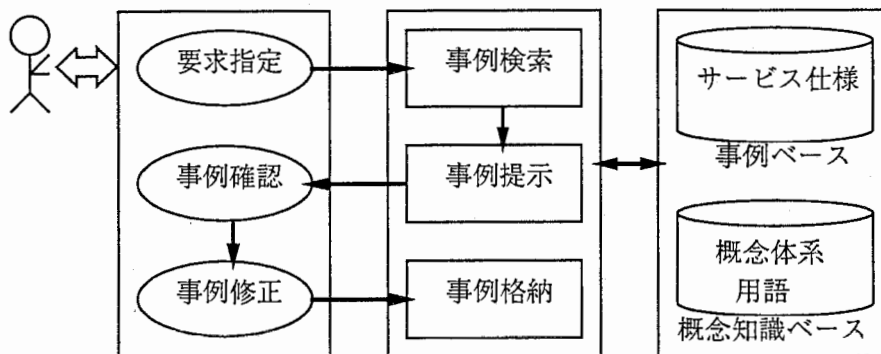 要求指定
事例検索
サービス仕様
事例ベース
事例確認
事例提示
概念体系
用語
事例修正
事例格納
概念知識ベース